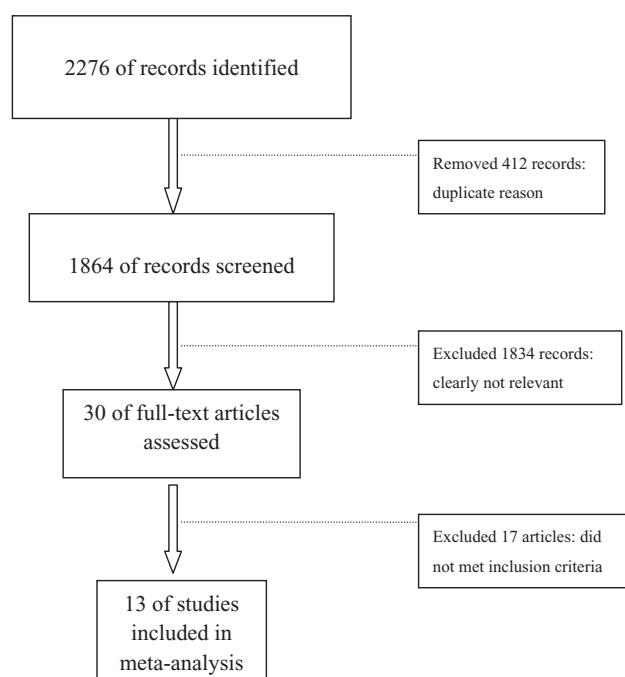 2276 of records identified
Removed 412 records:
duplicate reason
1864 of records screened
Excluded 1834 records:
clearly not relevant
30 of full-text articles
assessed
Excluded 17 articles: did
not met inclusion criteria
13 of studies
included in
meta-analysis